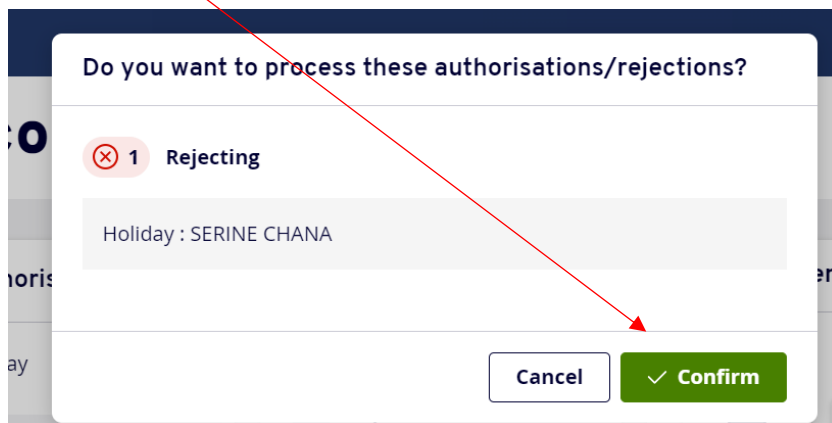 Do you want to process these authorisations/rejections?
1 Rejecting
Holiday : SERINE CHANA
Cancel
Confirm